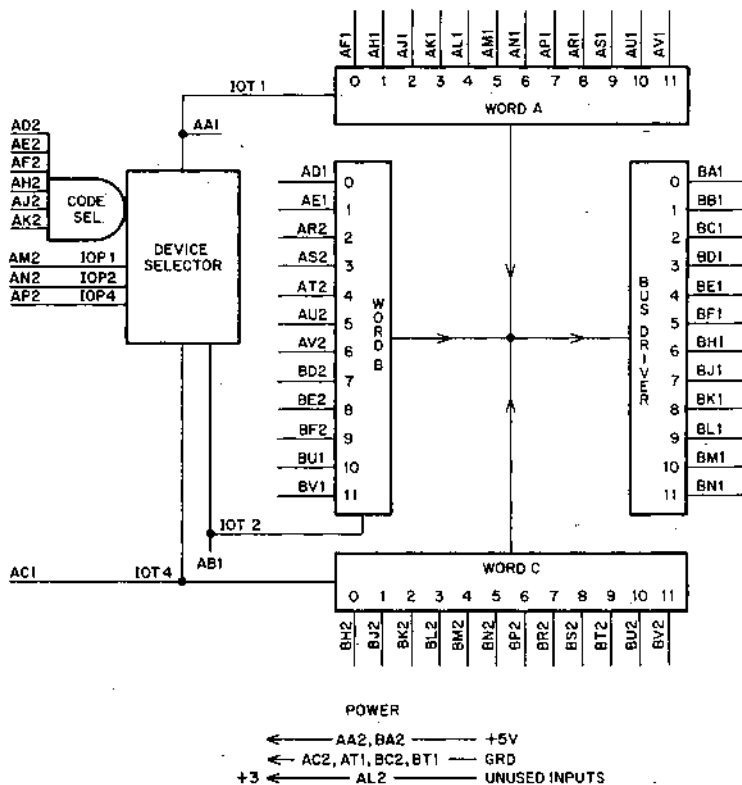 AF1 AH1 AJ1 AK1 AL1 AM1 AN1 AP1 AR1 AS1 AU1 AV1
0 1 2 3 4 5 6 7 8 9 10 11
WORD A
IOT 1
AA1
AD2
AE2
AF2
AH2
AJ2
AK2
CODE
SEL.
AM2 IOP1
AN2 IOP2
AP2 IOP4
DEVICE
SELECTOR
AD1 0
AE1 1
AR2 2
AS2 3
AT2 4
AU2 5
AV2 6
BD2 7
BE2 8
BF2 9
BU1 10
BV1 11
WORD B
BUS DRIVER
0 BA1
1 BB1
2 BC1
3 BD1
4 BE1
5 BF1
6 BH1
7 BJ1
8 BK1
9 BL1
10 BM1
11 BN1
IOT 2
AB1
AC1 IOT4
WORD C
0 1 2 3 4 5 6 7 8 9 10 11
BH2 BJ2 BK2 BL2 BM2 BN2 BP2 BR2 BS2 BT2 BU2 BV2
POWER
AA2, BA2 +5V
AC2, AT1, BC2, BT1 GRD
+3 AL2 UNUSED INPUTS